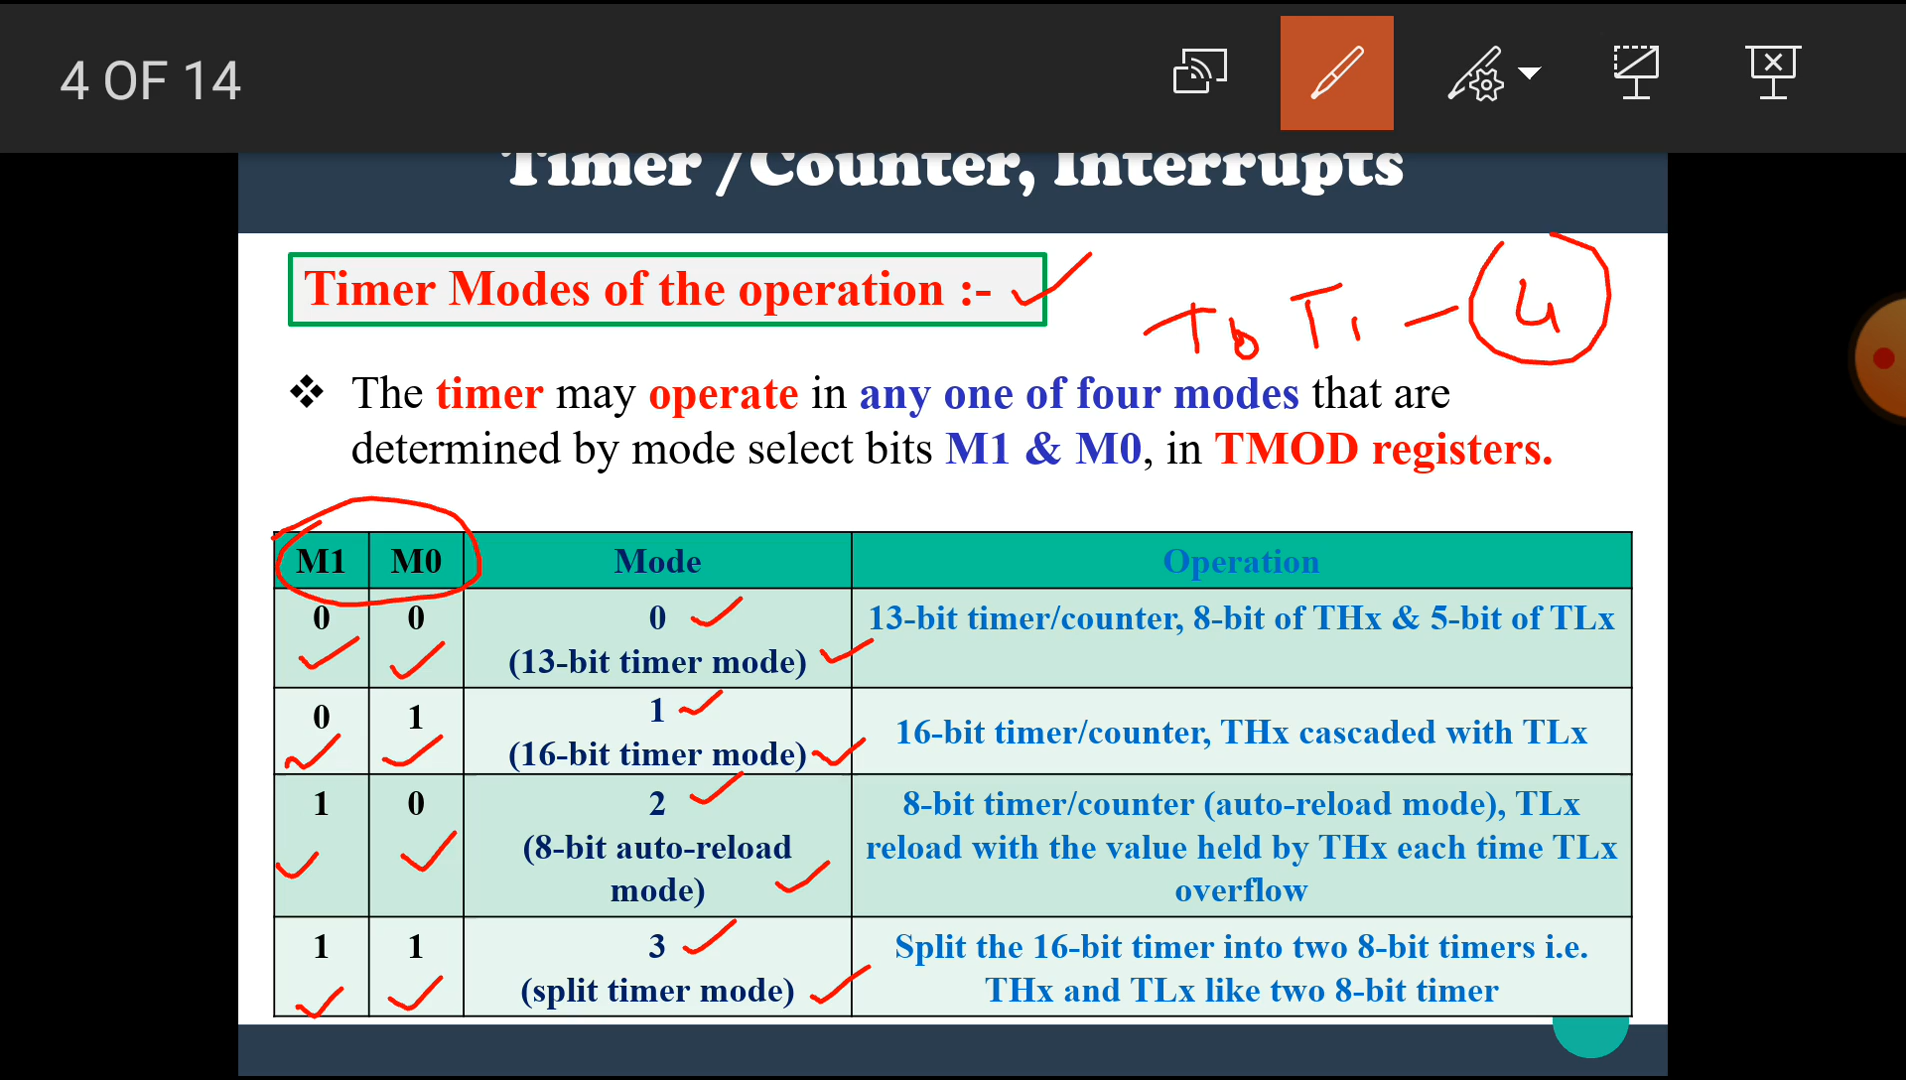 4 OF 14
Timer /Counter, Interrupts
Timer Modes of the operation :-
T0 T1 - 4
❖ The timer may operate in any one of four modes that are
determined by mode select bits M1 & M0, in TMOD registers.
M1 M0 Mode Operation
0 0 0 13-bit timer/counter, 8-bit of THx & 5-bit of TLx
(13-bit timer mode)
0 1 1 16-bit timer/counter, THx cascaded with TLx
(16-bit timer mode)
1 0 2 8-bit timer/counter (auto-reload mode), TLx
(8-bit auto-reload reload with the value held by THx each time TLx
mode) overflow
1 1 3 Split the 16-bit timer into two 8-bit timers i.e.
(split timer mode) THx and TLx like two 8-bit timer